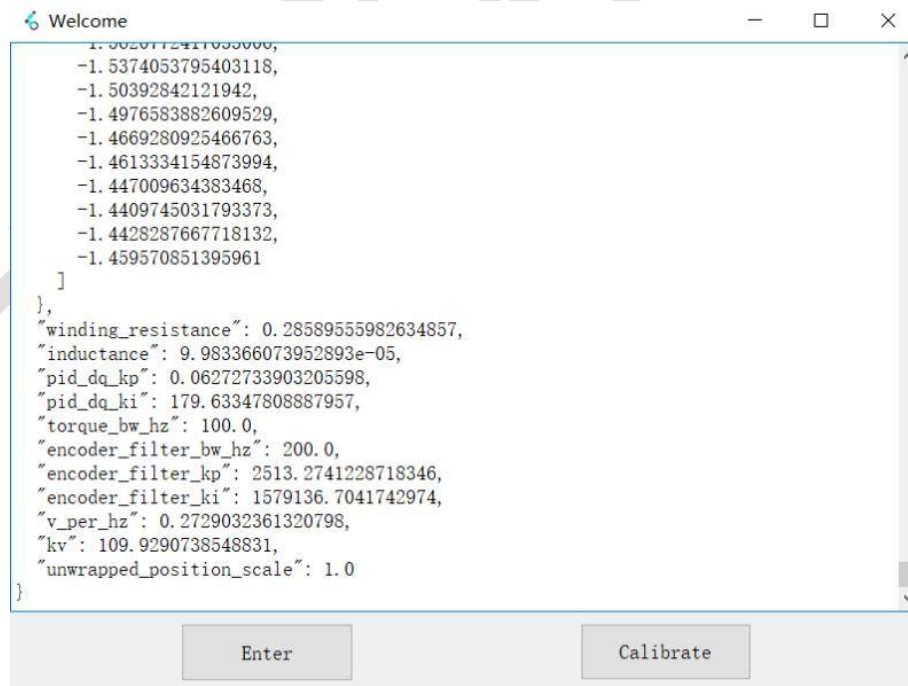 Welcome
-1.5374053795403118,
-1.50392842121942,
-1.4976583882609529,
-1.4669280925466763,
-1.4613334154873994,
-1.447009634383468,
-1.4409745031793373,
-1.4428287667718132,
-1.459570851395961
]
},
"winding_resistance": 0.28589555982634857,
"inductance": 9.983366073952893e-05,
"pid_dq_kp": 0.06272733903205598,
"pid_dq_ki": 179.63347808887957,
"torque_bw_hz": 100.0,
"encoder_filter_bw_hz": 200.0,
"encoder_filter_kp": 2513.2741228718346,
"encoder_filter_ki": 1579136.7041742974,
"v_per_hz": 0.2729032361320798,
"kv": 109.9290738548831,
"unwrapped_position_scale": 1.0
}
Enter
Calibrate